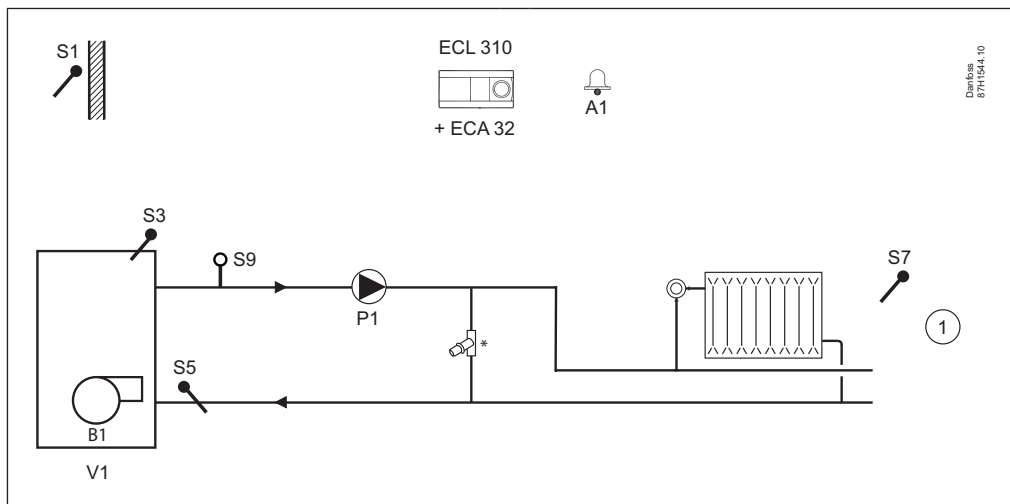 S1
ECL 310
+ ECA 32
A1
Danfoss
87H1544.10
S3
S9
P1
*
S7
1
S5
B1
V1